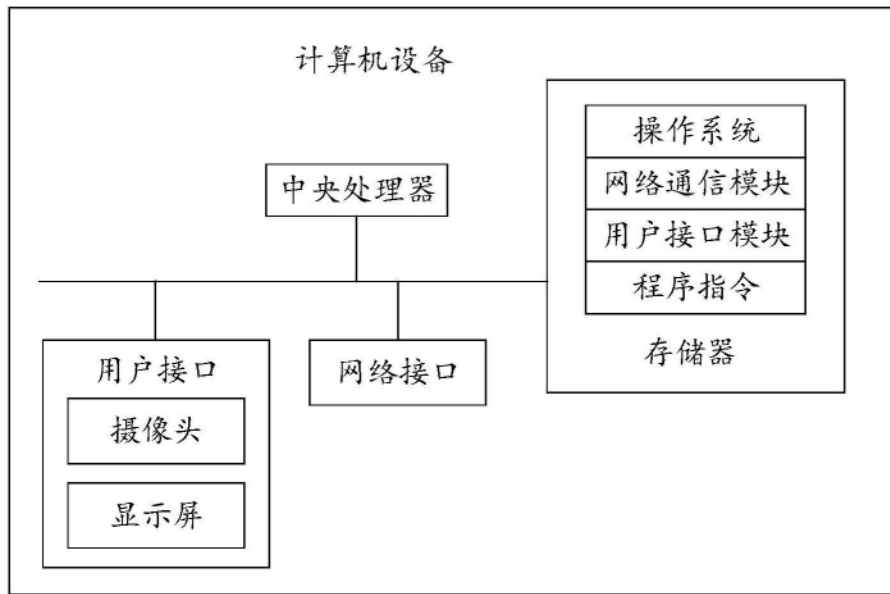 计算机设备
操作系统
网络通信模块
用户接口模块
程序指令
存储器
中央处理器
用户接口
摄像头
显示屏
网络接口